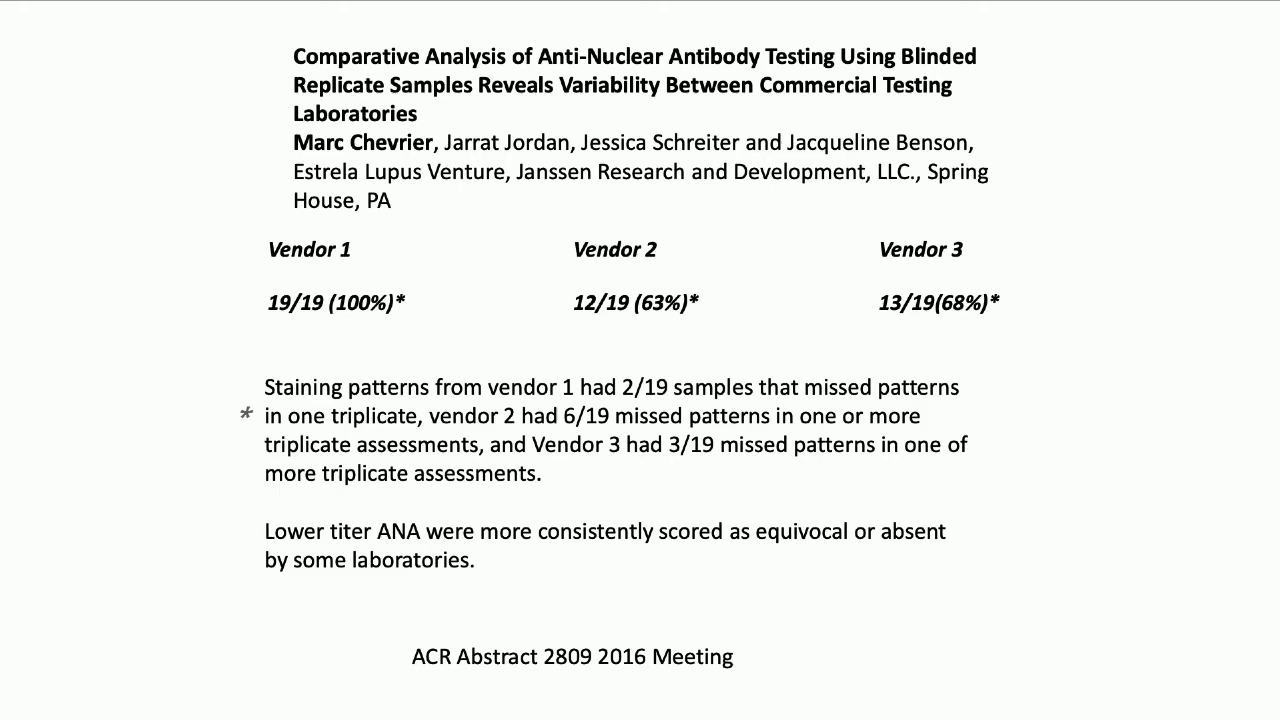 Comparative Analysis of Anti-Nuclear Antibody Testing Using Blinded
Replicate Samples Reveals Variability Between Commercial Testing
Laboratories
Marc Chevrier, Jarrat Jordan, Jessica Schreiter and Jacqueline Benson,
Estrela Lupus Venture, Janssen Research and Development, LLC., Spring
House, PA
Vendor 1 Vendor 2 Vendor 3
19/19 (100%)* 12/19 (63%)* 13/19(68%)*
Staining patterns from vendor 1 had 2/19 samples that missed patterns
* in one triplicate, vendor 2 had 6/19 missed patterns in one or more
triplicate assessments, and Vendor 3 had 3/19 missed patterns in one of
more triplicate assessments.
Lower titer ANA were more consistently scored as equivocal or absent
by some laboratories.
ACR Abstract 2809 2016 Meeting